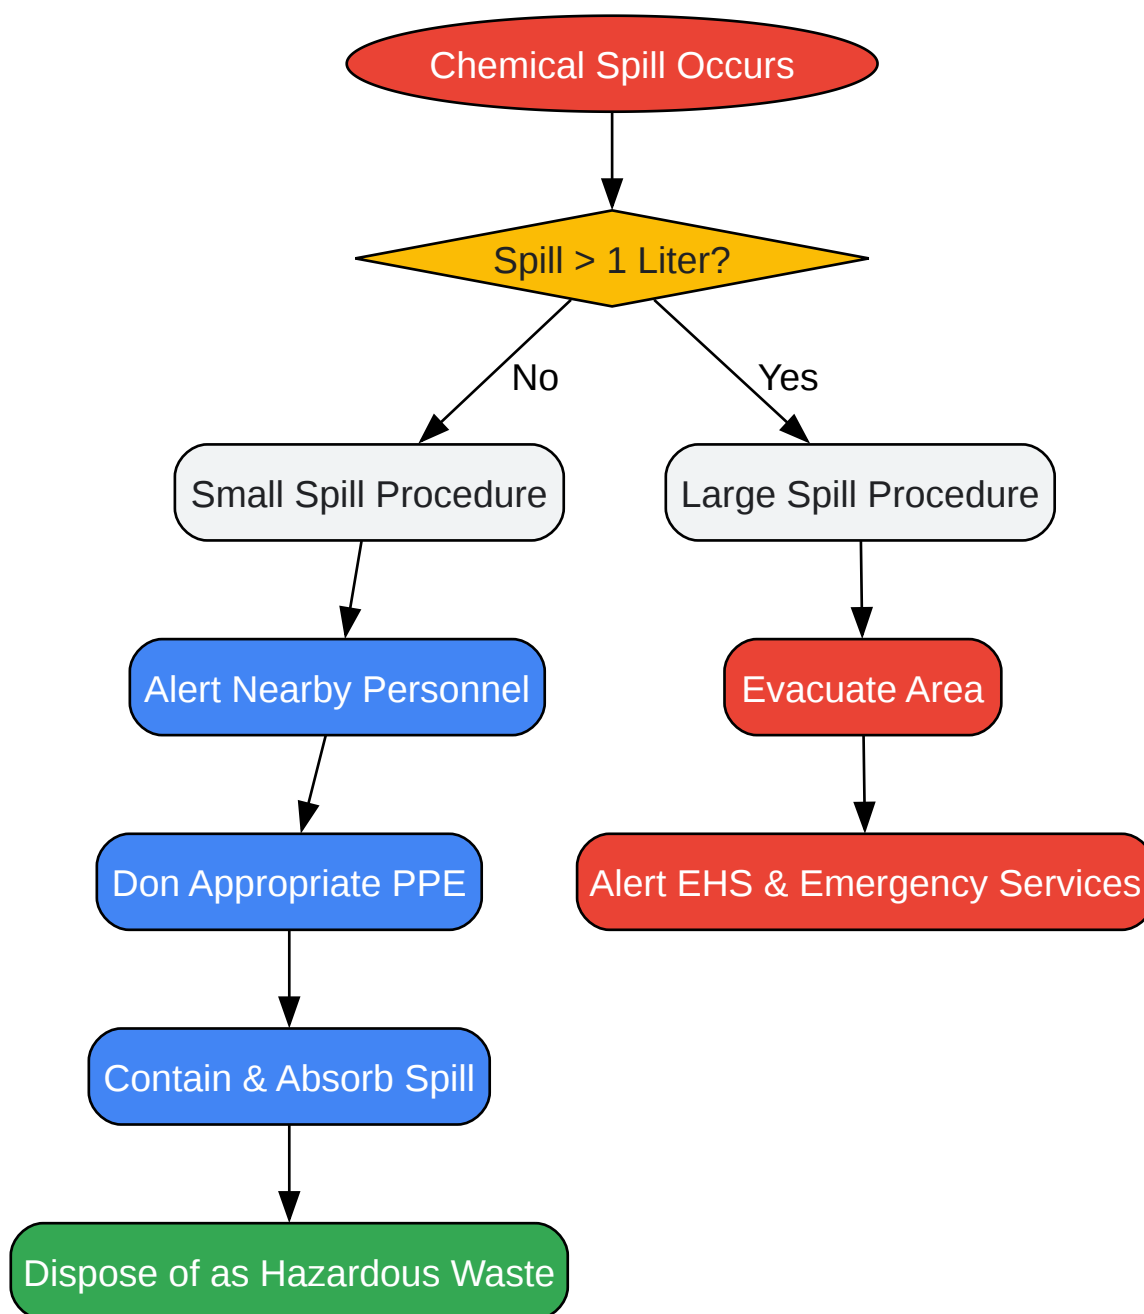 Chemical Spill Occurs
Spill > 1 Liter?
No
Yes
Small Spill Procedure
Large Spill Procedure
Alert Nearby Personnel
Evacuate Area
Don Appropriate PPE
Alert EHS & Emergency Services
Contain & Absorb Spill
Dispose of as Hazardous Waste